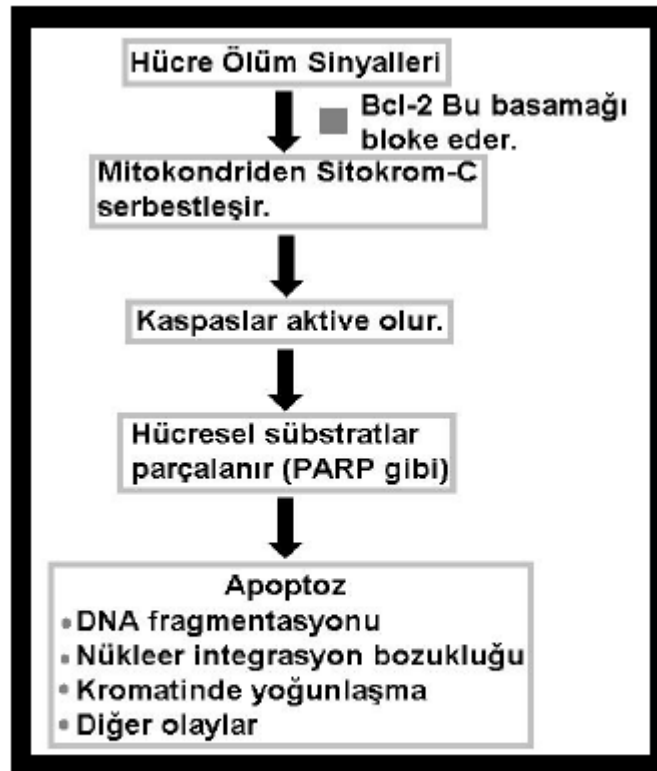 Hücre Ölüm Sinyalleri
Bcl-2 Bu basamağı
bloke eder.
Mitokondriden Sitokrom-C
serbestleşir.
Kaspaslar aktive olur.
Hücresel sübstratlar
parçalanır (PARP gibi)
Apoptoz
• DNA fragmentasyonu
• Nükleer integrasyon bozukluğu
• Kromatinde yoğunlaşma
• Diğer olaylar